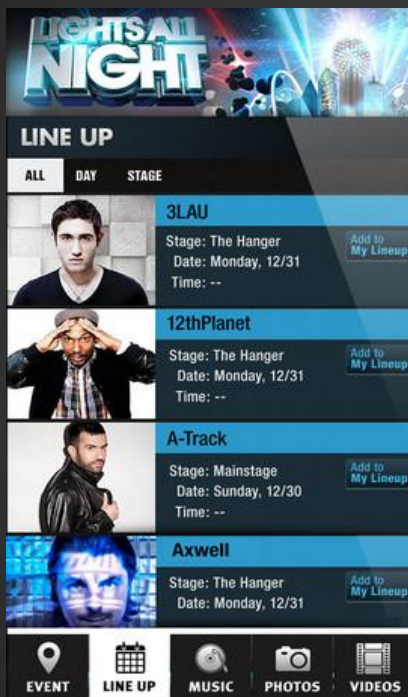 LIGHTS ALL
NIGHT
LINE UP
ALL DAY STAGE
3LAU
Stage: The Hanger
Date: Monday, 12/31
Time: --
Add to
My Lineup
12thPlanet
Stage: The Hanger
Date: Monday, 12/31
Time: --
Add to
My Lineup
A-Track
Stage: Mainstage
Date: Sunday, 12/30
Time: --
Add to
My Lineup
Axwell
Stage: The Hanger
Date: Monday, 12/31
Add to
My Lineup
EVENT LINE UP MUSIC PHOTOS VIDEOS